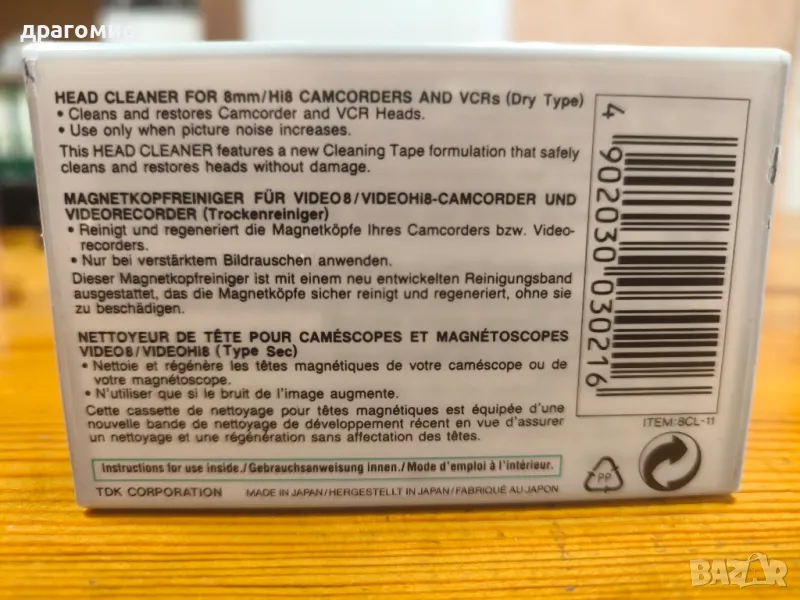 драгомис
HEAD CLEANER FOR 8mm/Hi8 CAMCORDERS AND VCRs (Dry Type)
• Cleans and restores Camcorder and VCR Heads.
• Use only when picture noise increases.
This HEAD CLEANER features a new Cleaning Tape formulation that safely
cleans and restores heads without damage.
MAGNETKOPFREINIGER FÜR VIDEO8/VIDEOHi8-CAMCORDER UND
VIDEORECORDER (Trockenreiniger)
• Reinigt und regeneriert die Magnetköpfe Ihres Camcorders bzw. Video-
recorders.
• Nur bei verstärktem Bildrauschen anwenden.
Dieser Magnetkopfreiniger ist mit einem neu entwickelten Reinigungsband
ausgestattet, das die Magnetköpfe sicher reinigt und regeneriert, ohne sie
zu beschädigen.
NETTOYEUR DE TÊTE POUR CAMÉSCOPES ET MAGNÉTOSCOPES
VIDEO8/VIDEOHi8 (Type Sec)
• Nettoie et régénère les têtes magnétiques de votre caméscope ou de
votre magnétoscope.
• N'utiliser que si le bruit de l'image augmente.
Cette cassette de nettoyage pour têtes magnétiques est équipée d'une
nouvelle bande de nettoyage de développement récent en vue d'assurer
un nettoyage et une régénération sans affectation des têtes.
Instructions for use inside./Gebrauchsanweisung innen./Mode d'emploi à l'intérieur.
TDK CORPORATION MADE IN JAPAN/HERGESTELLT IN JAPAN/FABRIQUÉ AU JAPON
4 902030 030216
ITEM:8CL-11
PP
BAZAR